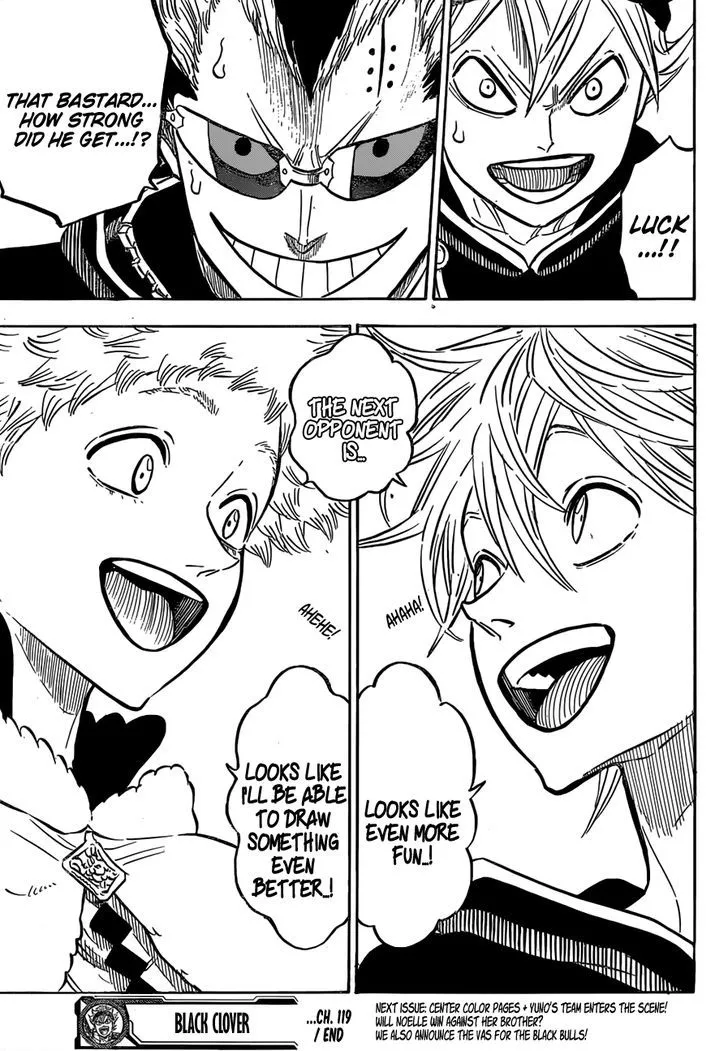 LUCK
...!!
THAT BASTARD...
HOW STRONG
DID HE GET...!?
THE NEXT
OPPONENT
IS...
AHAHA!
LOOKS LIKE
EVEN MORE
FUN..!
AHEHE!
LOOKS LIKE
I'LL BE ABLE
TO DRAW
SOMETHING
EVEN
BETTER..!
BLACK CLOVER
...CH. 119
/ END
NEXT ISSUE: CENTER COLOR PAGES + YUNO'S TEAM ENTERS THE SCENE!
WILL NOELLE WIN AGAINST HER BROTHER?
WE ALSO ANNOUNCE THE VAS FOR THE BLACK BULLS!